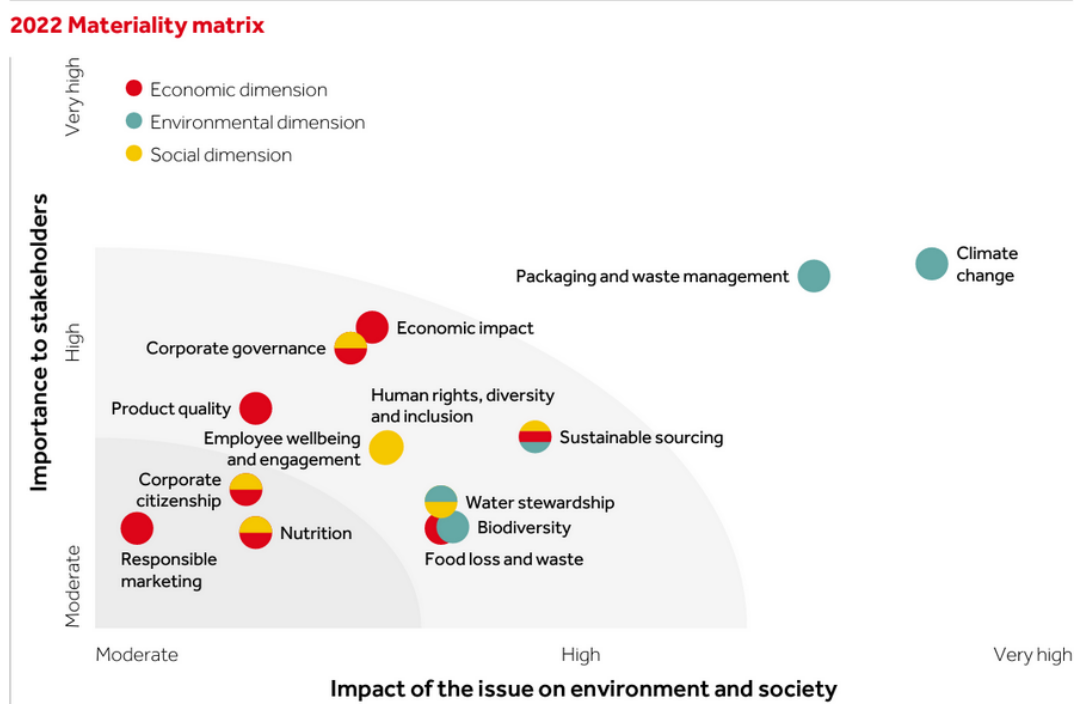 2022 Materiality matrix
Very high
Economic dimension
Environmental dimension
Social dimension
Importance to stakeholders
Climate
change
Packaging and waste management
Economic impact
High
Corporate governance
Human rights, diversity
and inclusion
Product quality
Employee wellbeing
and engagement
Sustainable sourcing
Corporate
citizenship
Water stewardship
Nutrition
Biodiversity
Food loss and waste
Responsible
marketing
Moderate
Moderate
High
Very high
Impact of the issue on environment and society